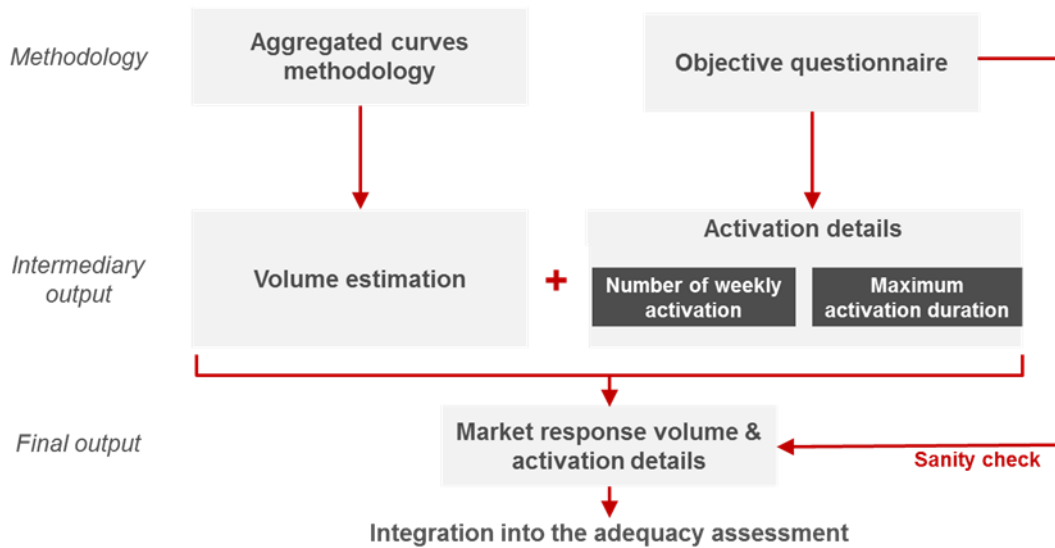 Methodology
Aggregated curves
methodology
Objective questionnaire
Intermediary
output
Volume estimation
+
Activation details
Number of weekly
activation
Maximum
activation duration
Final output
Market response volume &
activation details
Sanity check
Integration into the adequacy assessment